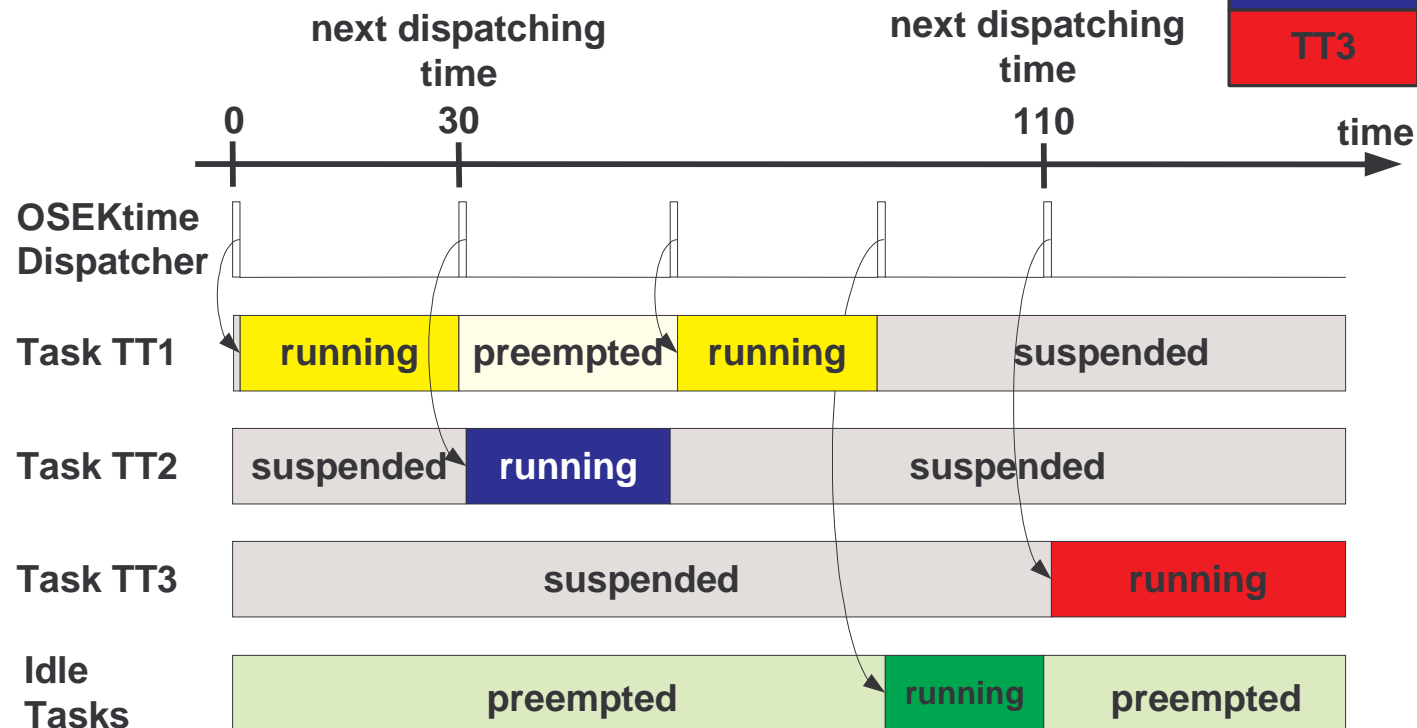 next dispatching
time
next dispatching
time
TT3
0
30
110
time
OSEKtime
Dispatcher
Task TT1
running
preempted
running
suspended
Task TT2
suspended
running
suspended
Task TT3
suspended
running
Idle
Tasks
preempted
running
preempted